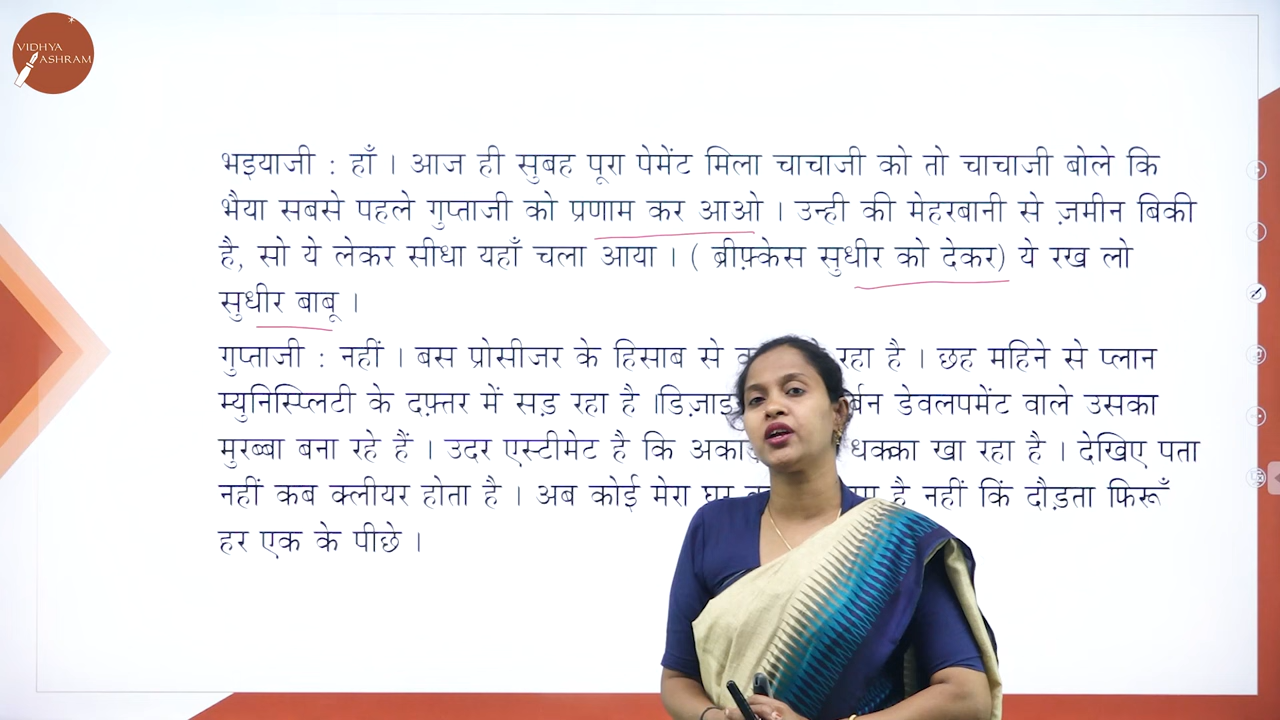 VIDHYA
ASHRAM
भइयाजी : हाँ । आज ही सुबह पूरा पेमेंट मिला चाचाजी को तो चाचाजी बोले कि
भैया सबसे पहले गुप्ताजी को प्रणाम कर आओ । उन्ही की मेहरबानी से ज़मीन बिकी
है, सो ये लेकर सीधा यहाँ चला आया । ( ब्रीफ़्केस सुधीर को देकर) ये रख लो
सुधीर बाबू ।
गुप्ताजी : नहीं । बस प्रोसीजर के हिसाब से रहा है । छह महिने से प्लान
म्युनिस्प्लिटी के दफ़्तर में सड़ रहा है ।डिज़ाइ र्बन डेवलपमेंट वाले उसका
मुरब्बा बना रहे हैं । उदर एस्टीमेट है कि धक्का खा रहा है । देखिए पता
नहीं कब क्लीयर होता है । अब कोई मेरा घर है नहीं किं दौड़ता फिरूँ
हर एक के पीछे ।